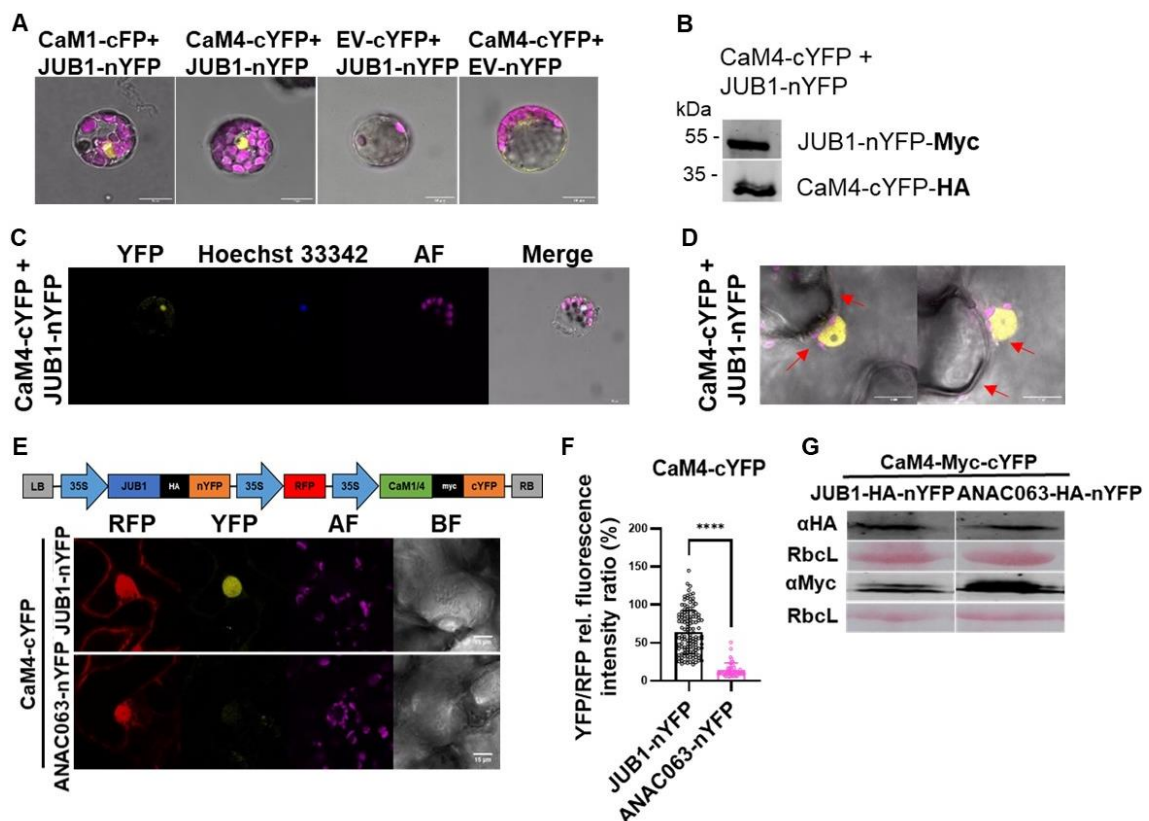 A
CaM1-cFP+ CaM4-cYFP+ EV-cYFP+ CaM4-cYFP+
JUB1-nYFP JUB1-nYFP JUB1-nYFP EV-nYFP
B
CaM4-cYFP +
JUB1-nYFP
kDa
55 - JUB1-nYFP-Myc
35 - CaM4-cYFP-HA
C
YFP Hoechst 33342 AF Merge
CaM4-cYFP +
JUB1-nYFP
D
CaM4-cYFP +
JUB1-nYFP
E
LB 35S JUB1 HA nYFP 35S RFP 35S CaM1/4 myc cYFP RB
RFP YFP AF BF
CaM4-cYFP
JUB1-nYFP
ANAC063-nYFP
15 µm
15 µm
F
CaM4-cYFP
YFP/RFP rel. fluorescence
intensity ratio (%)
200
150
100
50
0
****
JUB1-nYFP
ANAC063-nYFP
G
CaM4-Myc-cYFP
JUB1-HA-nYFP ANAC063-HA-nYFP
αHA
RbcL
αMyc
RbcL